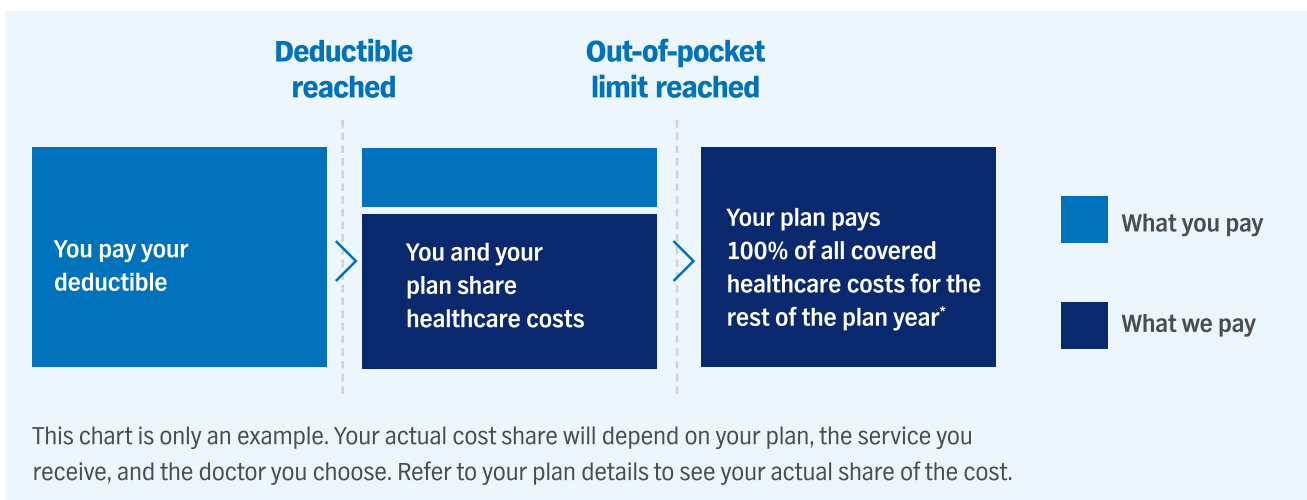 Deductible
reached
Out-of-pocket
limit reached
You pay your
deductible
You and your
plan share
healthcare costs
Your plan pays
100% of all covered
healthcare costs for the
rest of the plan year*
What you pay
What we pay
This chart is only an example. Your actual cost share will depend on your plan, the service you
receive, and the doctor you choose. Refer to your plan details to see your actual share of the cost.